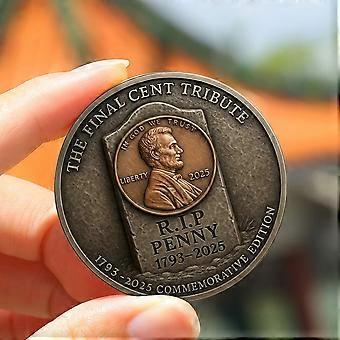 THE FINAL CENT TRIBUTE
IN GOD WE TRUST
LIBERTY 2025
R.I.P
PENNY
1793-2025
1793-2025 COMMEMORATIVE EDITION